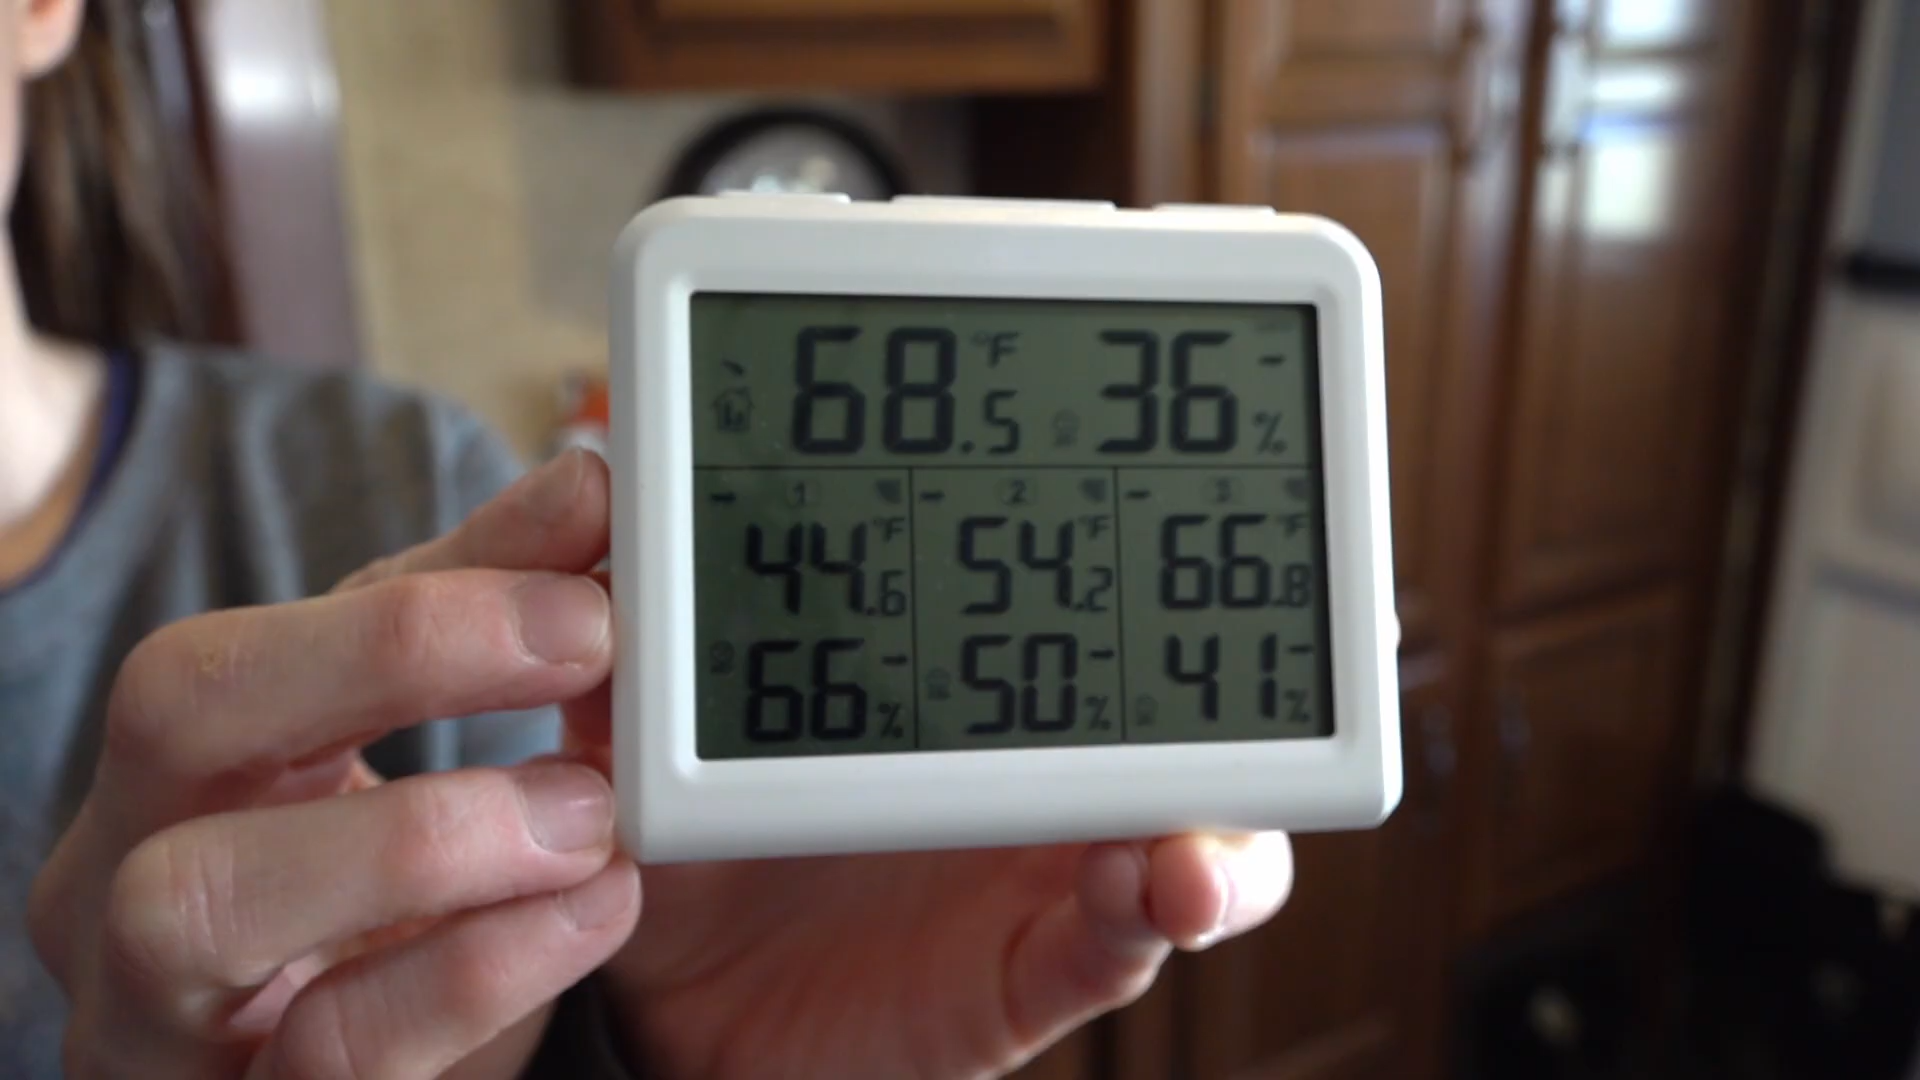 68.5 °F 36 - %
- 1 - 2 - 3
44.6 °F 54.2 °F 66.8 °F
66 - % 50 - % 41 - %